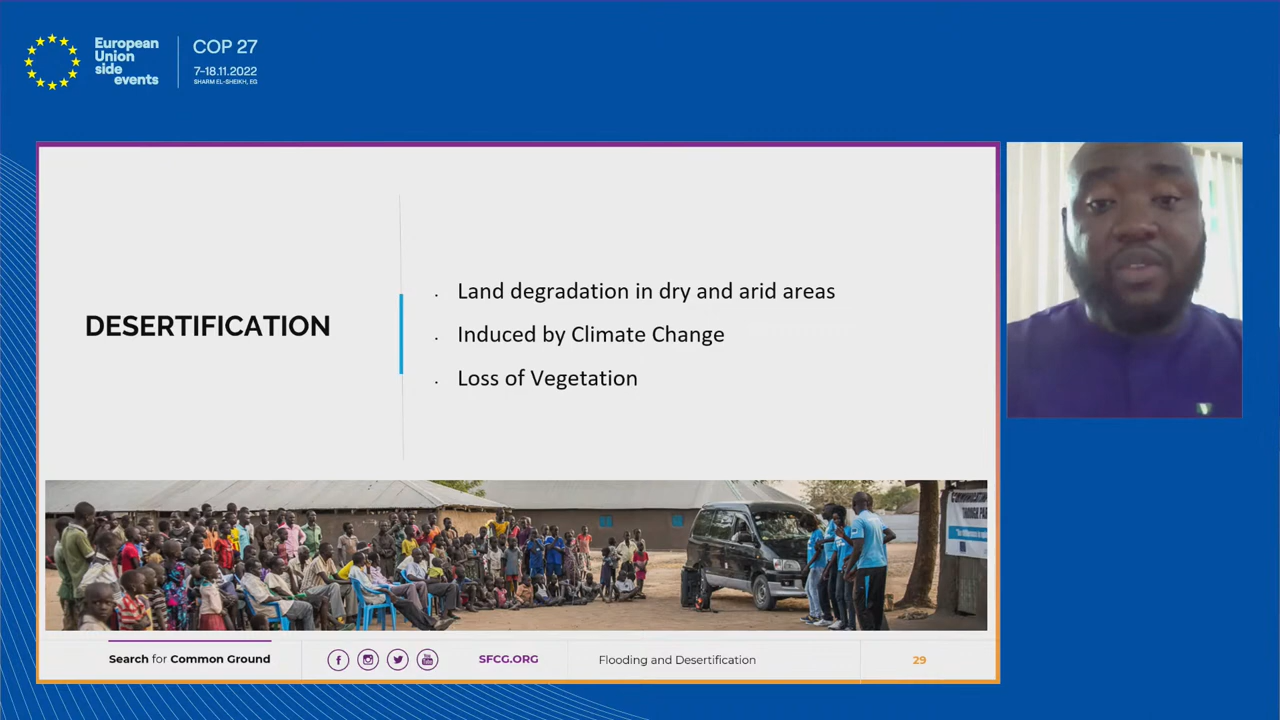 European
Union
side
events
COP 27
7-18.11.2022
SHARM EL-SHEIKH, EG
DESERTIFICATION
Land degradation in dry and arid areas
Induced by Climate Change
Loss of Vegetation
THROUGH
Search for Common Ground
SFCG.ORG
Flooding and Desertification
29